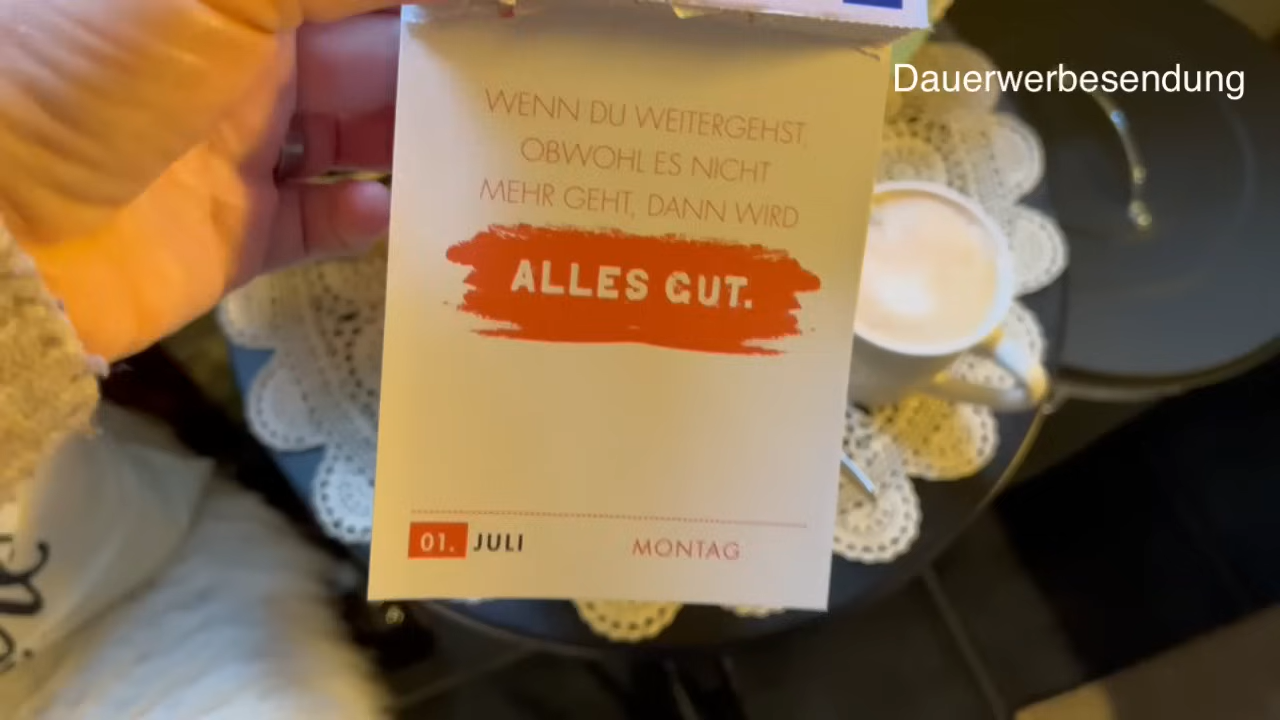 Dauerwerbesendung
WENN DU WEITERGEHST,
OBWOHL ES NICHT
MEHR GEHT, DANN WIRD
ALLES GUT.
01. JULI MONTAG